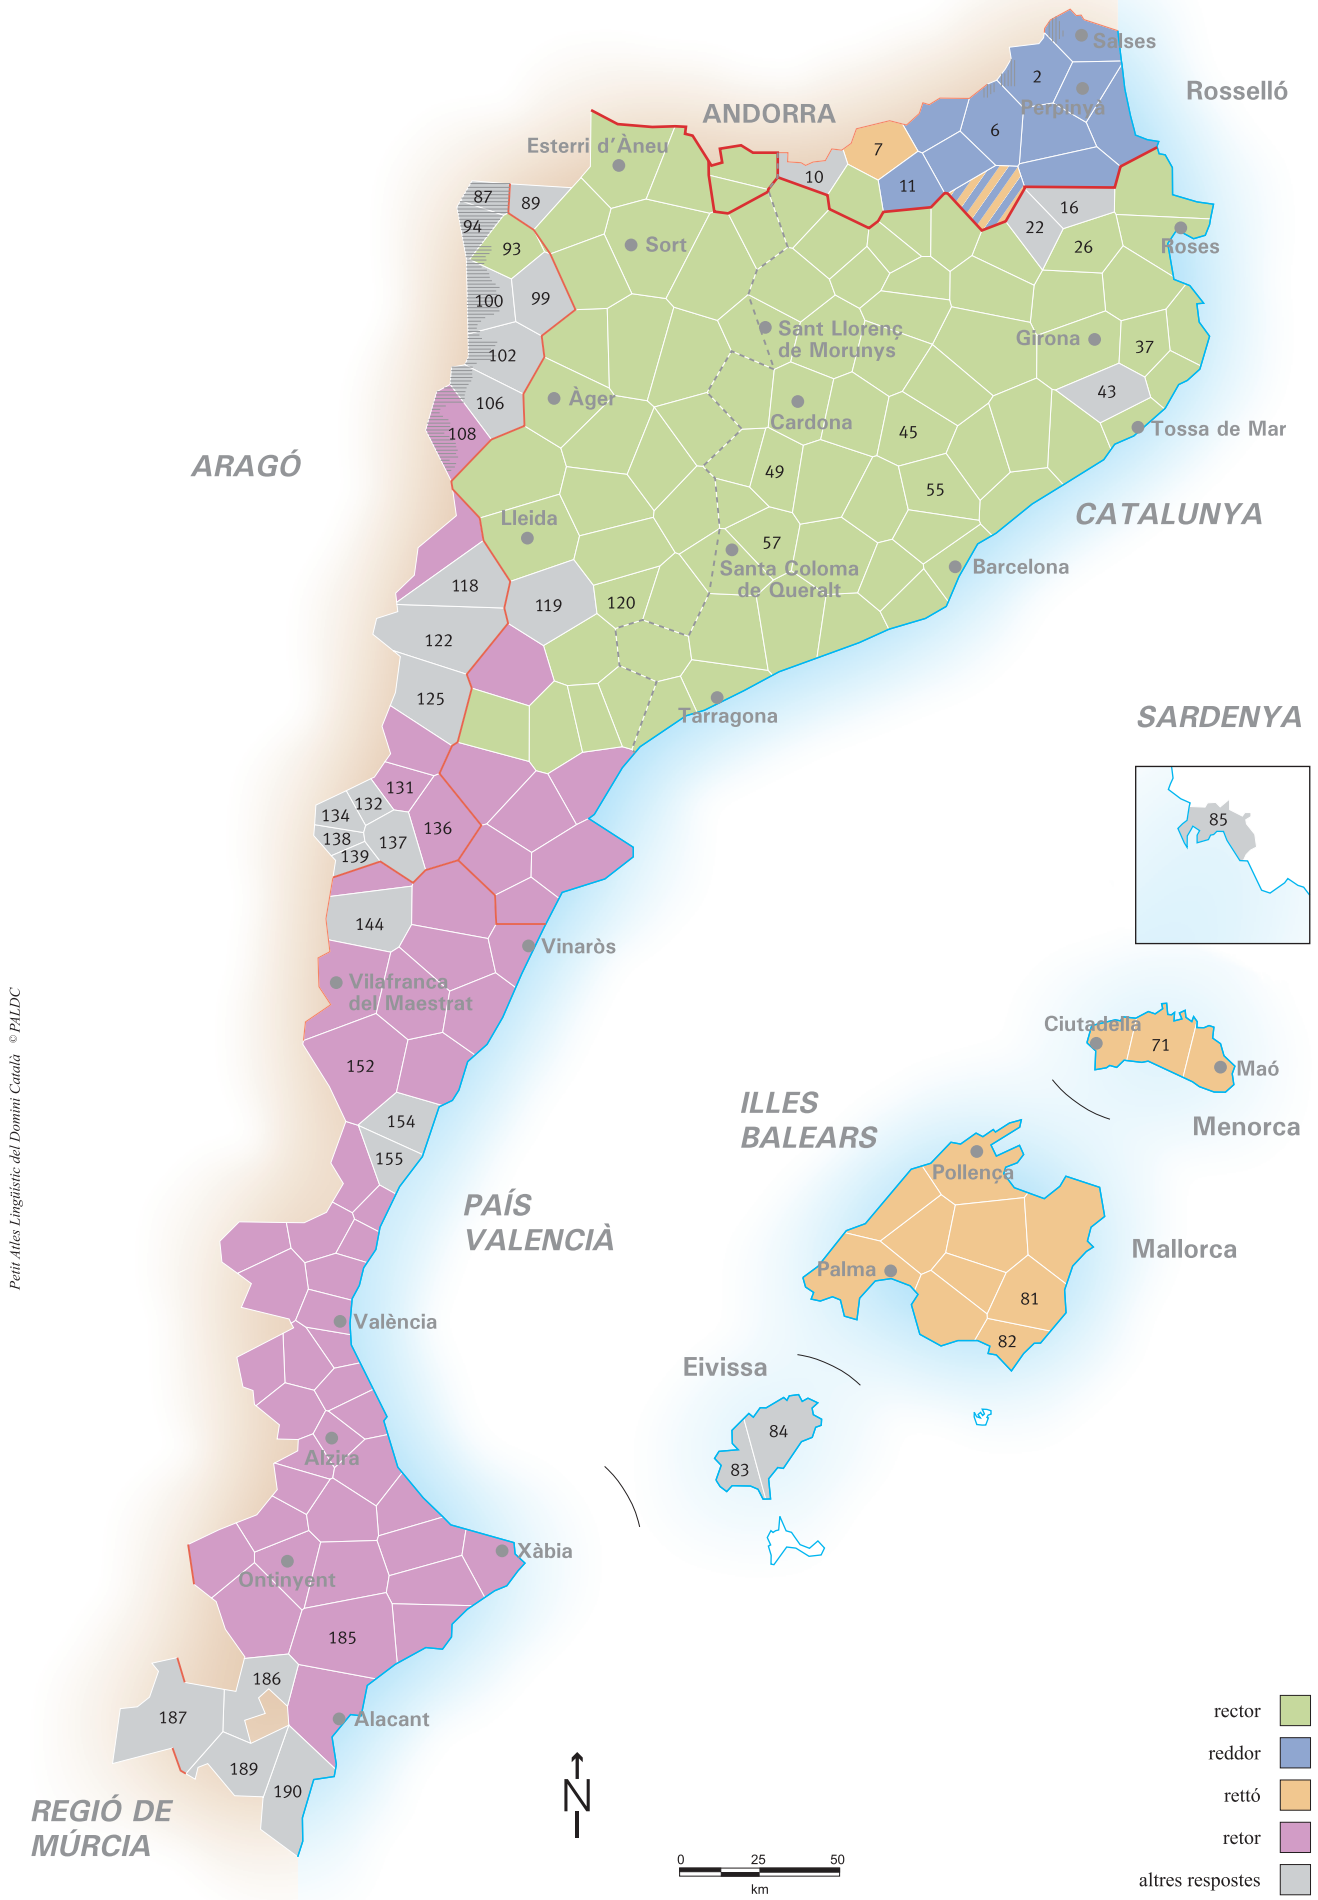 Salses
2
Rosselló
Perpinyà
ANDORRA
6
Esterri d'Àneu
7
10
11
87
89
16
94
22
93
Sort
26
Roses
100
99
Sant Llorenç
de Morunys
Girona
37
102
43
106
Àger
Cardona
108
45
Tossa de Mar
ARAGÓ
49
55
CATALUNYA
Lleida
57
Santa Coloma
de Queralt
Barcelona
118
119
120
122
125
Tarragona
SARDENYA
131
132
134
136
85
138
137
139
144
Vinaròs
Vilafranca
del Maestrat
Ciutadella
71
Maó
152
ILLES
BALEARS
154
Menorca
155
Pollença
PAÍS
VALENCIÀ
Mallorca
Palma
81
València
82
Eivissa
84
83
Alzira
Xàbia
Ontinyent
185
186
187
Alacant
189
190
REGIÓ DE
MÚRCIA
N
0 25 50
km
rector
reddor
rettó
retor
altres respostes
Petit Atles Lingüístic del Domini Català © PALDC